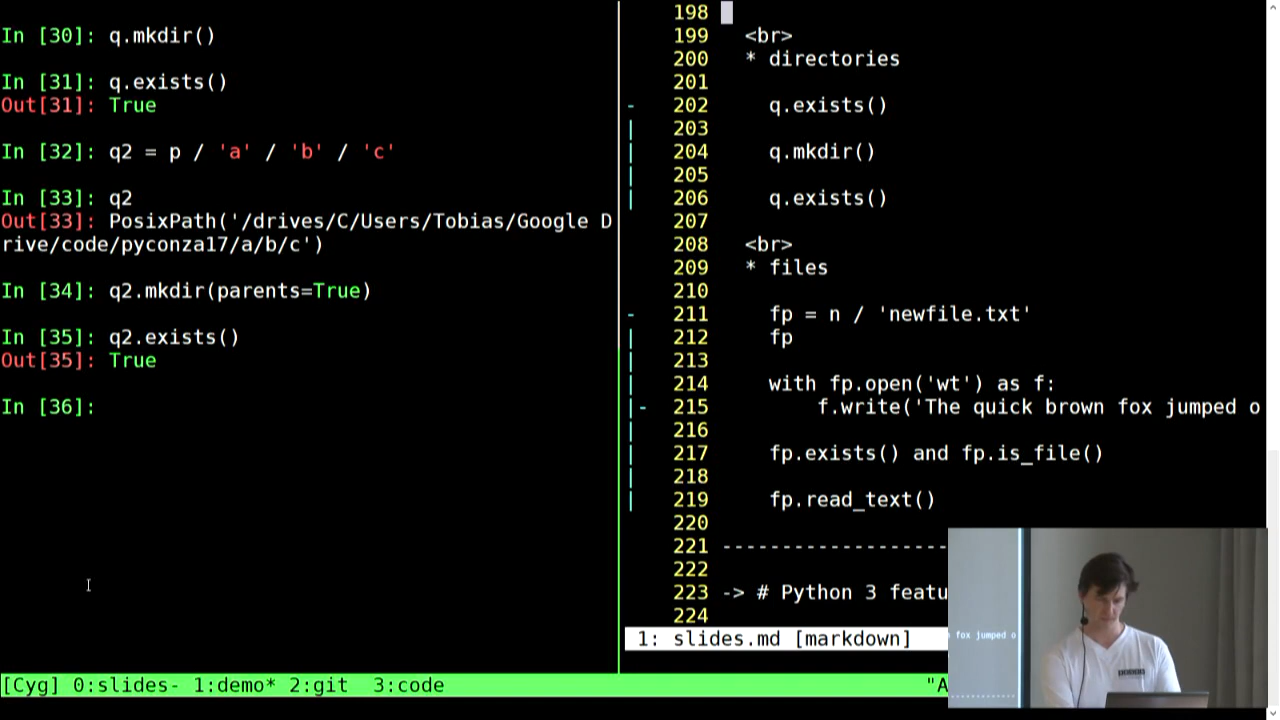 In [30]: q.mkdir()
In [31]: q.exists()
Out[31]: True
In [32]: q2 = p / 'a' / 'b' / 'c'
In [33]: q2
Out[33]: PosixPath('/drives/C/Users/Tobias/Google D
rive/code/pyconza17/a/b/c')
In [34]: q2.mkdir(parents=True)
In [35]: q2.exists()
Out[35]: True
In [36]:
198
199 <br>
200 * directories
201
202 q.exists()
203
204 q.mkdir()
205
206 q.exists()
207
208 <br>
209 * files
210
211 fp = n / 'newfile.txt'
212 fp
213
214 with fp.open('wt') as f:
215 f.write('The quick brown fox jumped o
216
217 fp.exists() and fp.is_file()
218
219 fp.read_text()
220
221 -------------------
222
223 -> # Python 3 featu
224
1: slides.md [markdown]
[Cyg] 0:slides- 1:demo* 2:git 3:code "A
fox jumped o